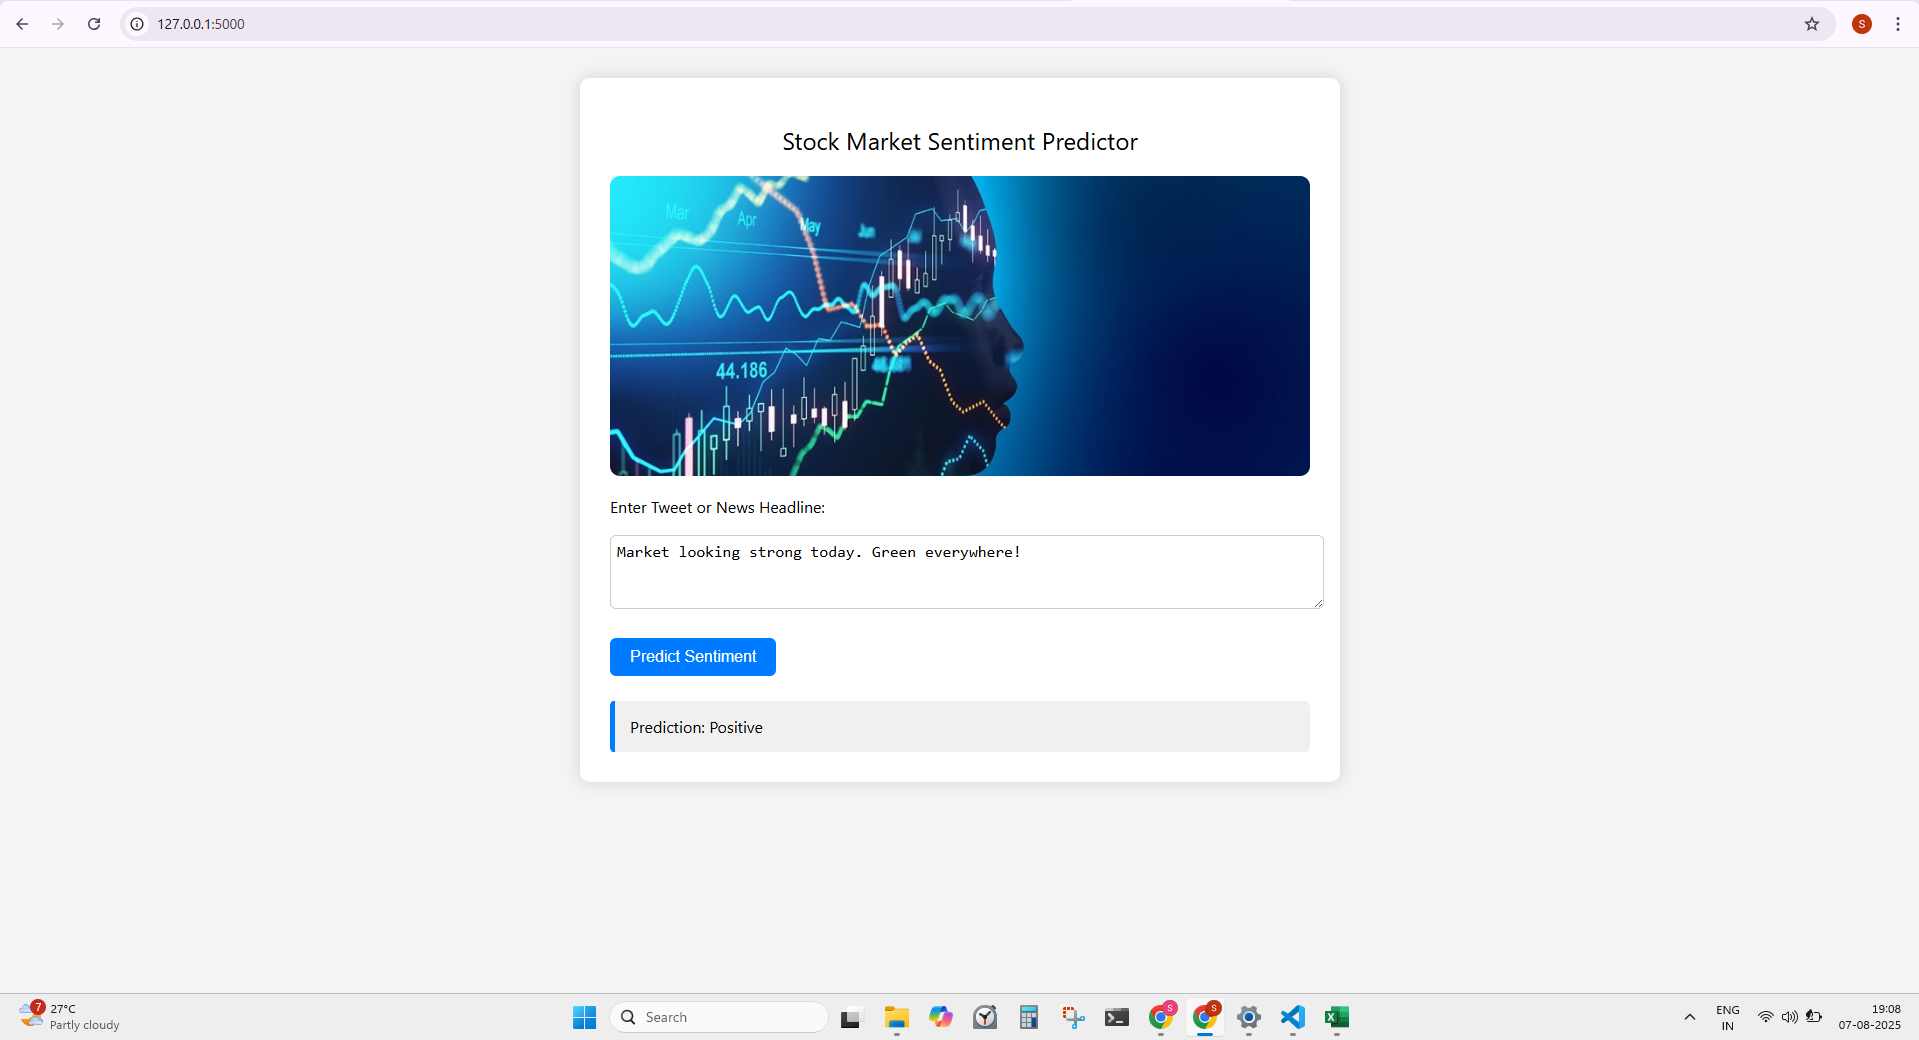 127.0.0.1:5000
S
Stock Market Sentiment Predictor
Mar
Apr
May
Jun
44.186
Enter Tweet or News Headline:
Market looking strong today. Green everywhere!
Predict Sentiment
Prediction: Positive
7
27°C
Partly cloudy
Search
S
S
ENG
IN
19:08
07-08-2025